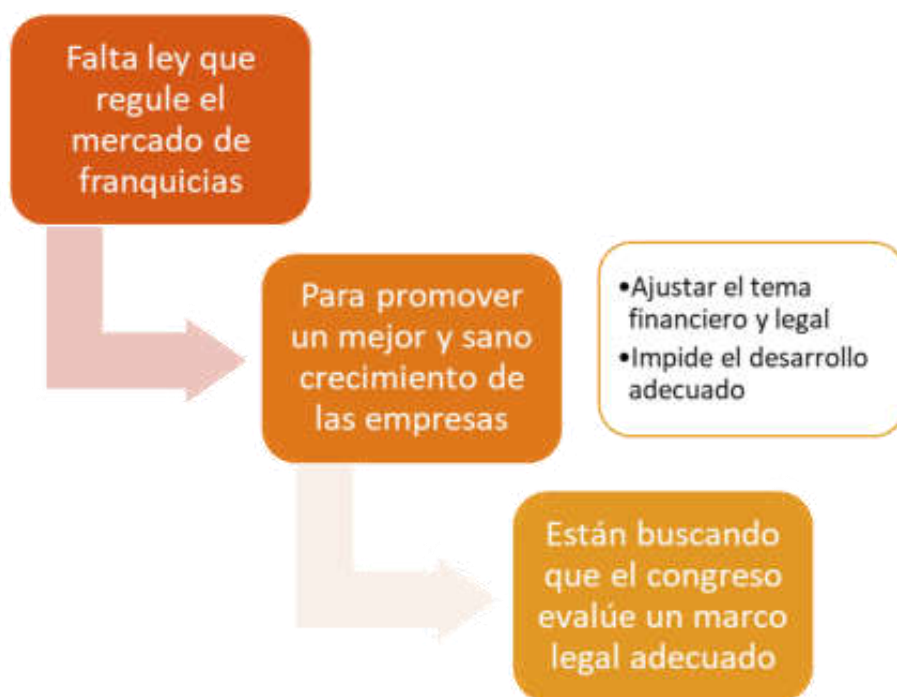 Falta ley que
regule el
mercado de
franquicias
Para promover
un mejor y sano
crecimiento de
las empresas
•Ajustar el tema
financiero y legal
•Impide el desarrollo
adecuado
Están buscando
que el congreso
evalúe un marco
legal adecuado